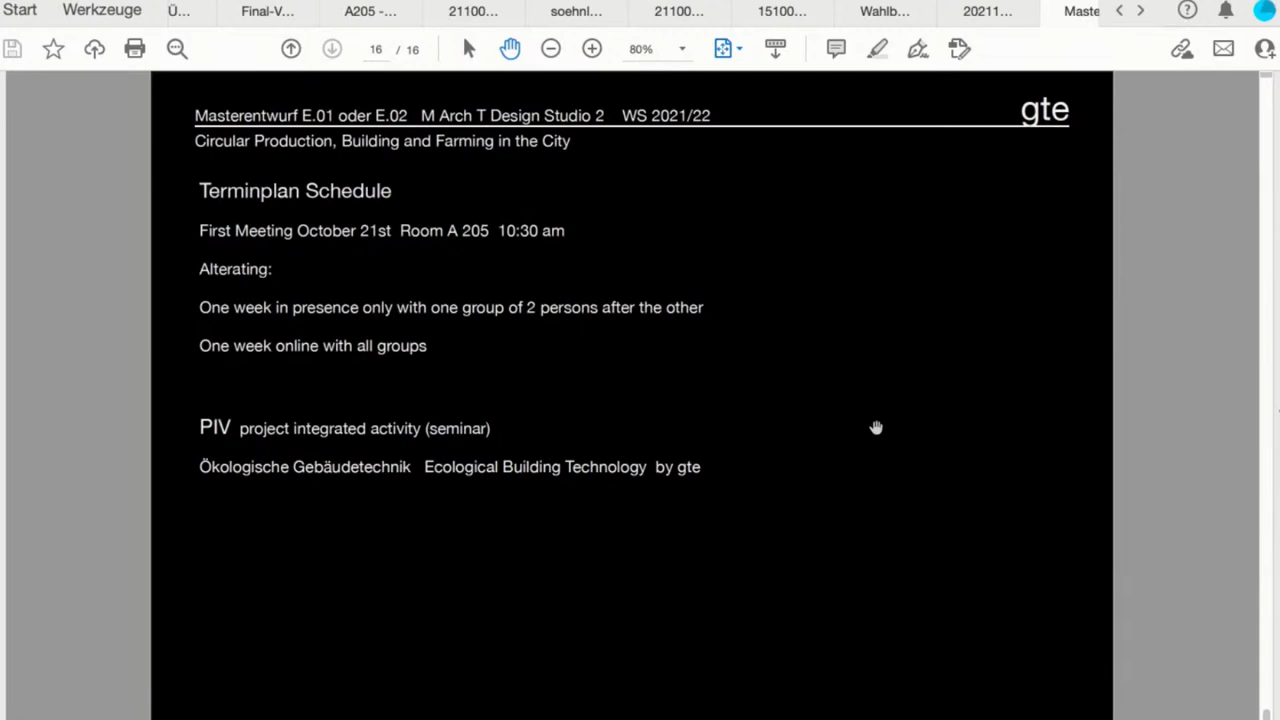 Start Werkzeuge Ü... Final-V... A205 -... 21100... soehnl... 21100... 15100... Wahlb... 20211... Maste
16 / 16 80%
Masterentwurf E.01 oder E.02 M Arch T Design Studio 2 WS 2021/22 gte
Circular Production, Building and Farming in the City
Terminplan Schedule
First Meeting October 21st Room A 205 10:30 am
Alterating:
One week in presence only with one group of 2 persons after the other
One week online with all groups
PIV project integrated activity (seminar)
Ökologische Gebäudetechnik Ecological Building Technology by gte